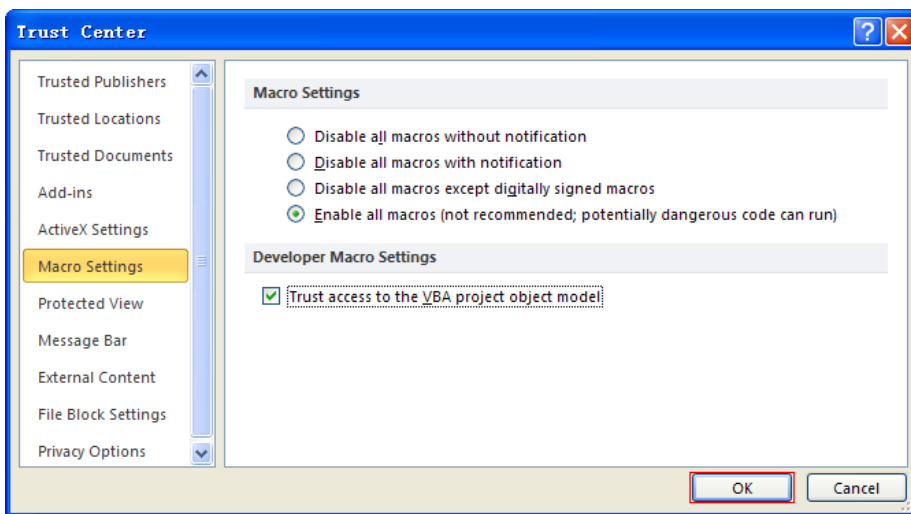 Trust Center
Trusted Publishers
Trusted Locations
Trusted Documents
Add-ins
ActiveX Settings
Macro Settings
Protected View
Message Bar
External Content
File Block Settings
Privacy Options
Macro Settings
Disable all macros without notification
Disable all macros with notification
Disable all macros except digitally signed macros
Enable all macros (not recommended; potentially dangerous code can run)
Developer Macro Settings
Trust access to the VBA project object model
OK
Cancel